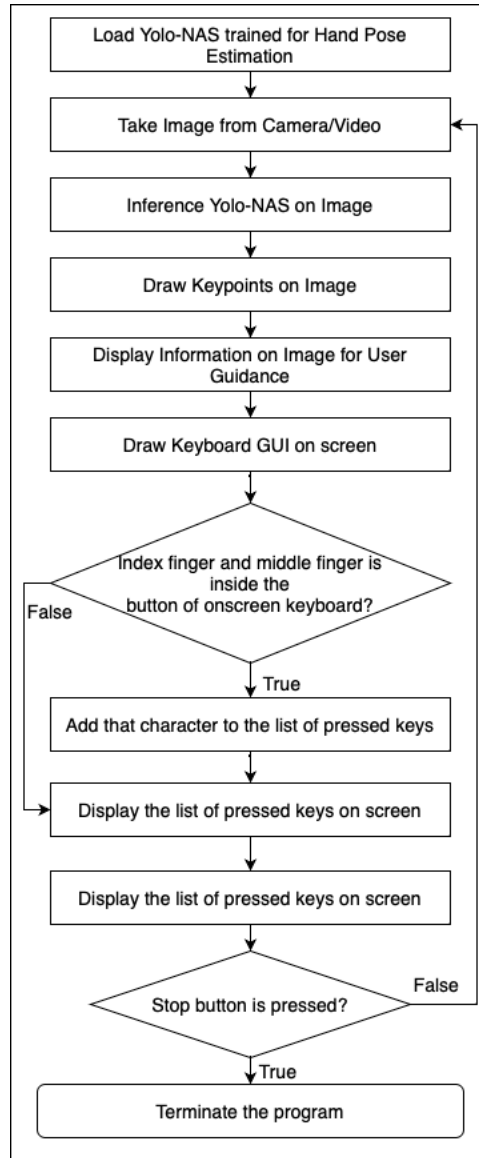 Load Yolo-NAS trained for Hand Pose
Estimation
Take Image from Camera/Video
Inference Yolo-NAS on Image
Draw Keypoints on Image
Display Information on Image for User
Guidance
Draw Keyboard GUI on screen
Index finger and middle finger is
inside the
button of onscreen keyboard?
False
True
Add that character to the list of pressed keys
Display the list of pressed keys on screen
Display the list of pressed keys on screen
Stop button is pressed?
False
True
Terminate the program